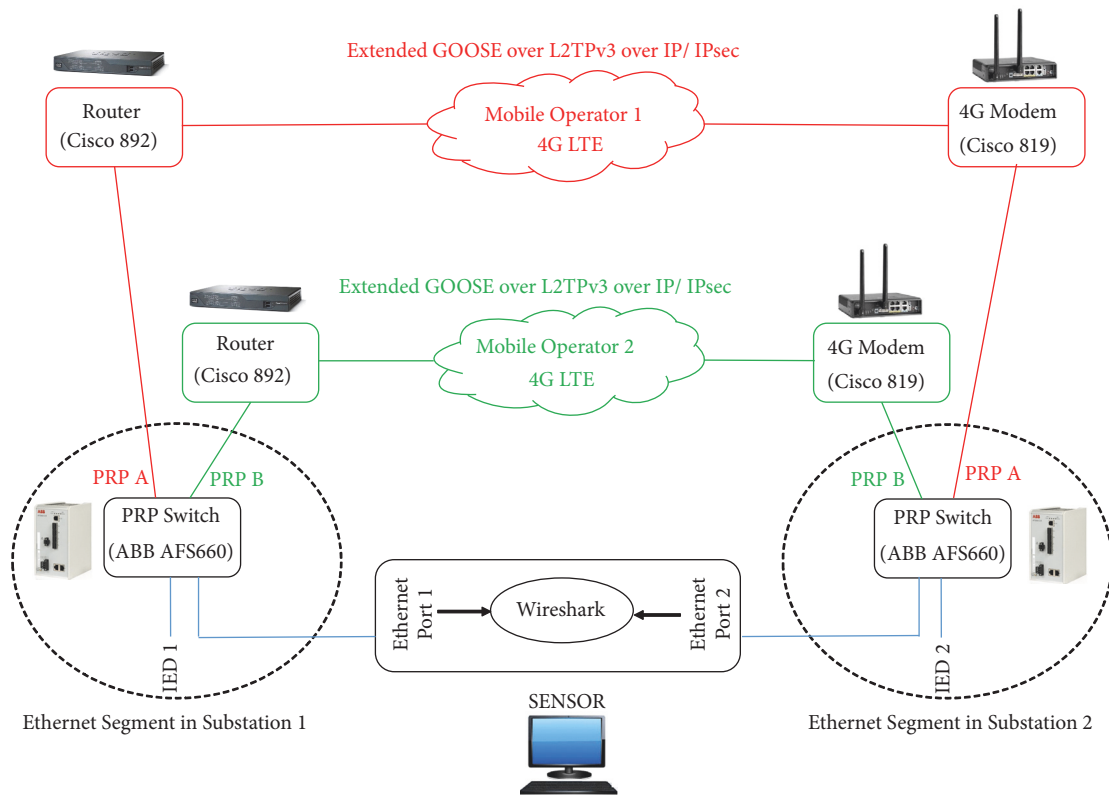 Extended GOOSE over L2TPv3 over IP/ IPsec
Router
(Cisco 892)
Mobile Operator 1
4G LTE
4G Modem
(Cisco 819)
Extended GOOSE over L2TPv3 over IP/ IPsec
Router
(Cisco 892)
Mobile Operator 2
4G LTE
4G Modem
(Cisco 819)
PRP A
PRP B
PRP B
PRP A
PRP Switch
(ABB AFS660)
PRP Switch
(ABB AFS660)
ABB
ABB
Ethernet
Port 1
Wireshark
Ethernet
Port 2
IED 1
IED 2
SENSOR
Ethernet Segment in Substation 1
Ethernet Segment in Substation 2